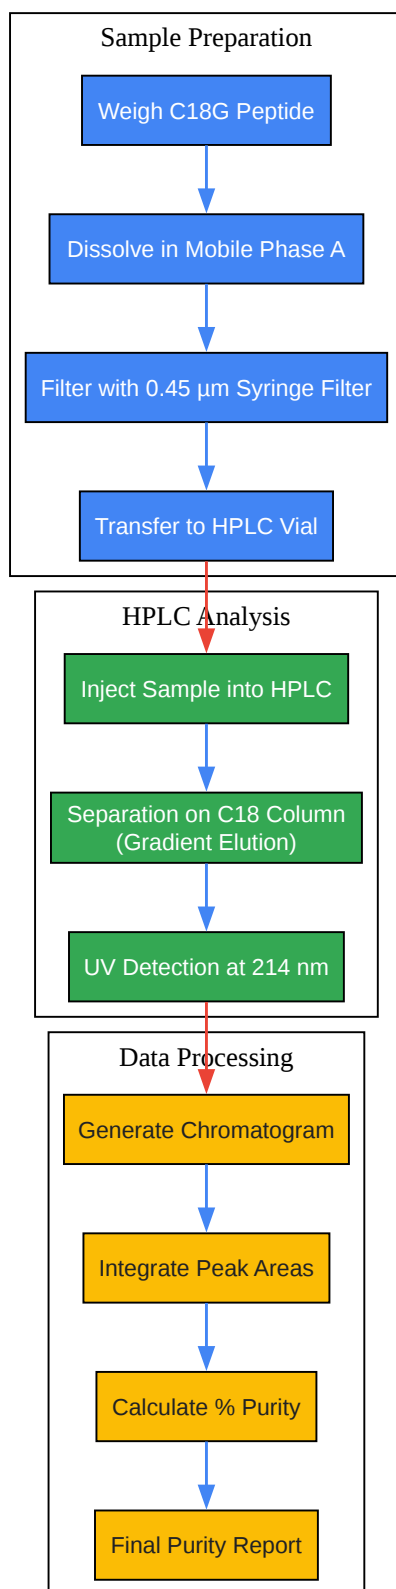 Sample Preparation
Weigh C18G Peptide
Dissolve in Mobile Phase A
Filter with 0.45 µm Syringe Filter
Transfer to HPLC Vial
HPLC Analysis
Inject Sample into HPLC
Separation on C18 Column
(Gradient Elution)
UV Detection at 214 nm
Data Processing
Generate Chromatogram
Integrate Peak Areas
Calculate % Purity
Final Purity Report